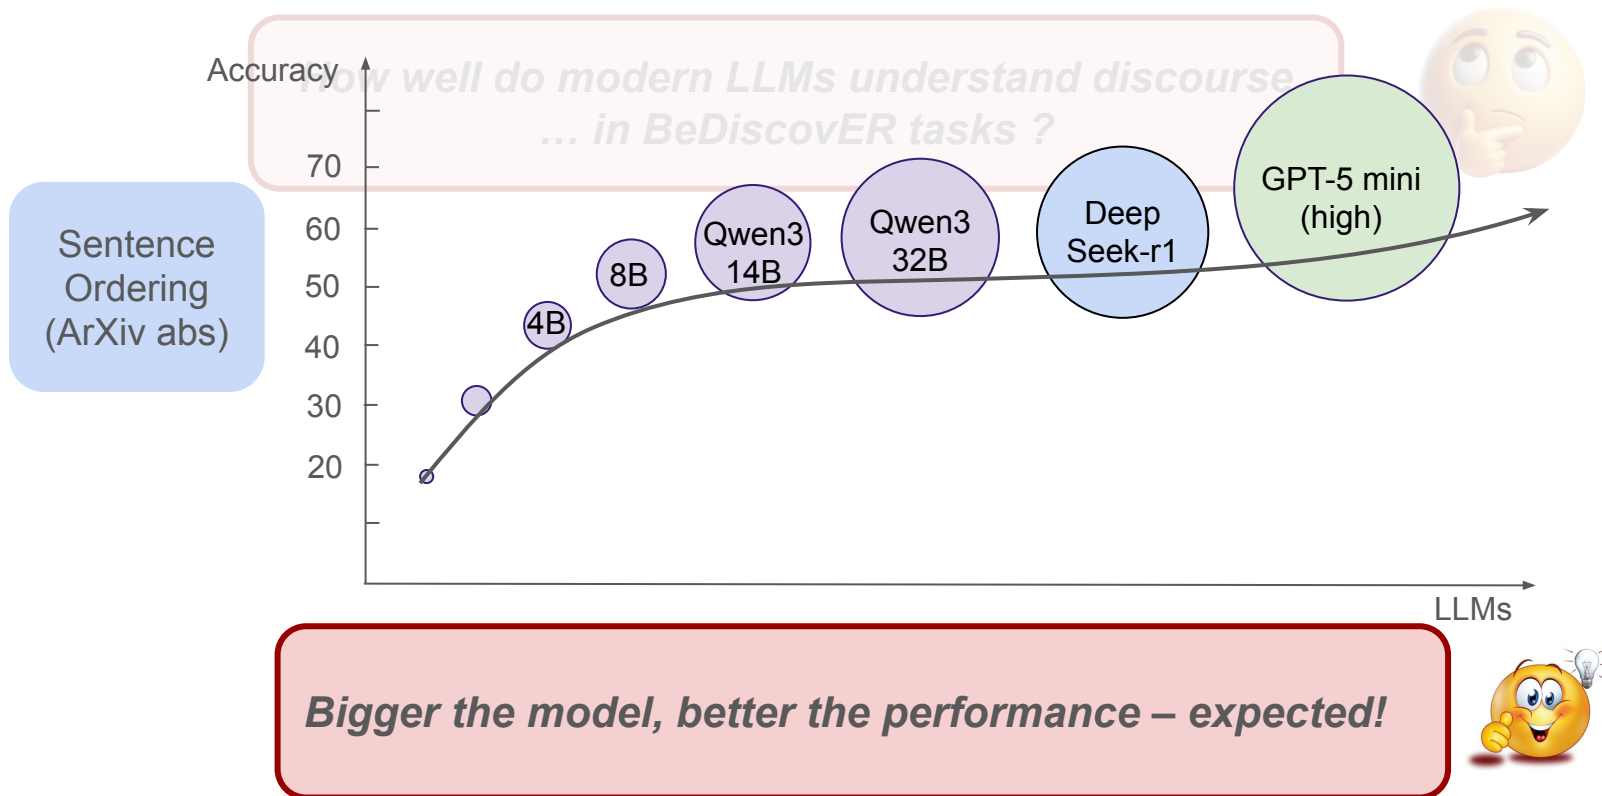 How well do modern LLMs understand discourse
… in BeDiscovER tasks ?
Accuracy
70
60
50
40
30
20
Sentence
Ordering
(ArXiv abs)
4B
8B
Qwen3
14B
Qwen3
32B
Deep
Seek-r1
GPT-5 mini
(high)
LLMs
Bigger the model, better the performance – expected!